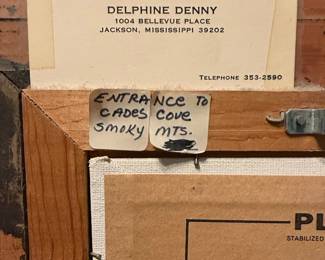 DELPHINE DENNY
1004 BELLEVUE PLACE
JACKSON, MISSISSIPPI 39202
TELEPHONE 353-2590
ENTRANCE TO
CADES COVE
SMOKY MTS.
PL
STABILIZED